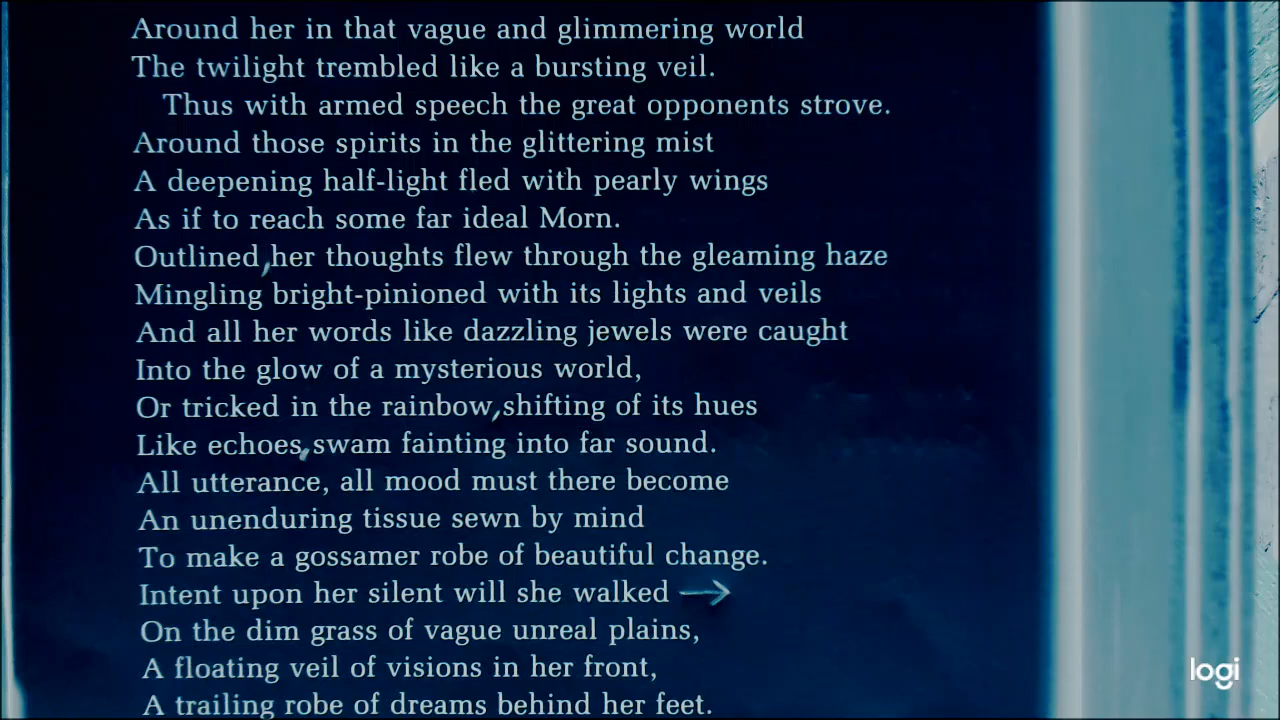 Around her in that vague and glimmering world
The twilight trembled like a bursting veil.
Thus with armed speech the great opponents strove.
Around those spirits in the glittering mist
A deepening half-light fled with pearly wings
As if to reach some far ideal Morn.
Outlined, her thoughts flew through the gleaming haze
Mingling bright-pinioned with its lights and veils
And all her words like dazzling jewels were caught
Into the glow of a mysterious world,
Or tricked in the rainbow, shifting of its hues
Like echoes, swam fainting into far sound.
All utterance, all mood must there become
An unenduring tissue sewn by mind
To make a gossamer robe of beautiful change.
Intent upon her silent will she walked →
On the dim grass of vague unreal plains,
A floating veil of visions in her front,
A trailing robe of dreams behind her feet.
logi